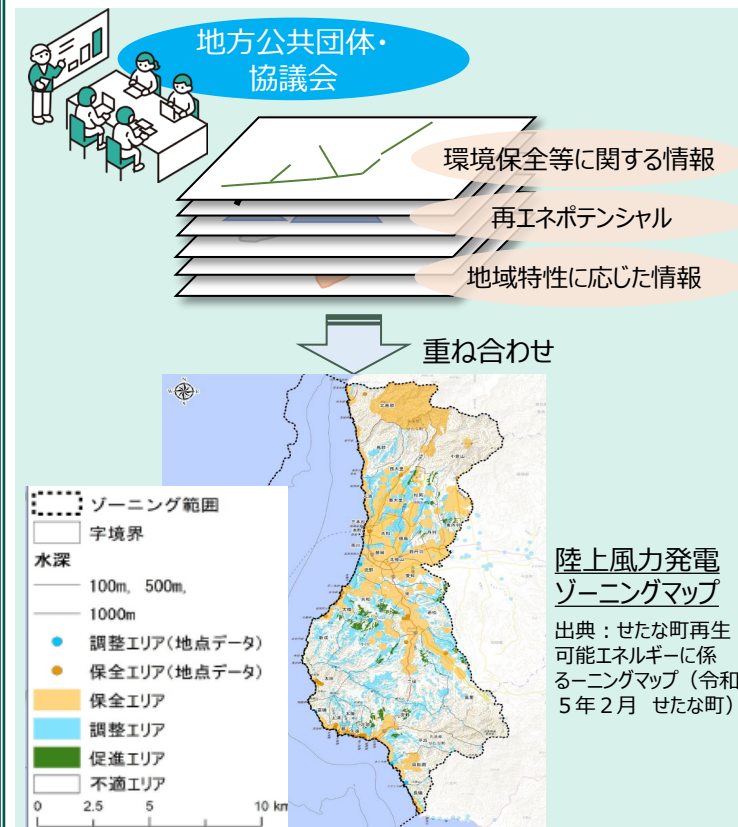 地方公共団体・
協議会
環境保全等に関する情報
再エネポテンシャル
地域特性に応じた情報
重ね合わせ
ゾーニング範囲
字境界
水深
100m, 500m,
1000m
調整エリア(地点データ)
保全エリア(地点データ)
保全エリア
調整エリア
促進エリア
不適エリア
0 2.5 5 10 km
陸上風力発電
ゾーニングマップ
出典：せたな町再生
可能エネルギーに係
るーニングマップ（令和
５年２月 せたな町）